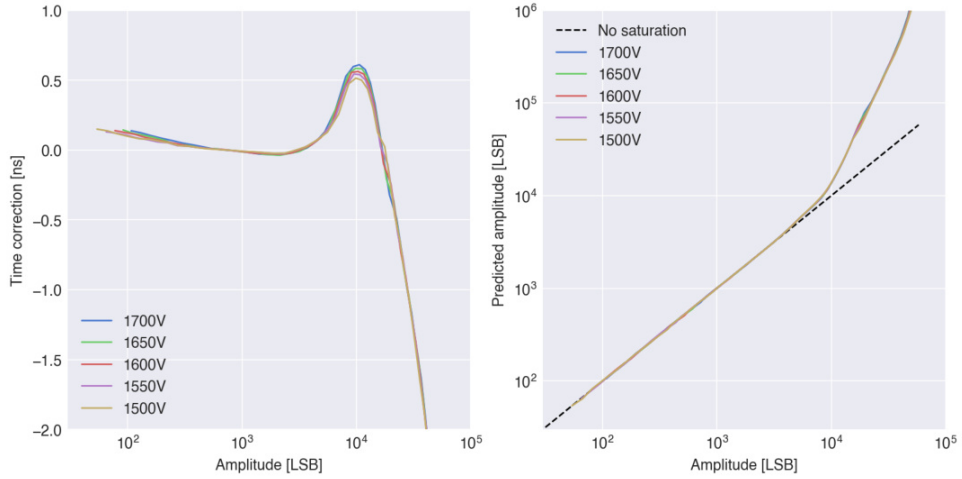 1.0
0.5
0.0
−0.5
−1.0
−1.5
−2.0
Time correction [ns]
1700V
1650V
1600V
1550V
1500V
10²
10³
10⁴
10⁵
Amplitude [LSB]
10⁶
10⁵
10⁴
10³
10²
Predicted amplitude [LSB]
No saturation
1700V
1650V
1600V
1550V
1500V
10²
10³
10⁴
10⁵
Amplitude [LSB]